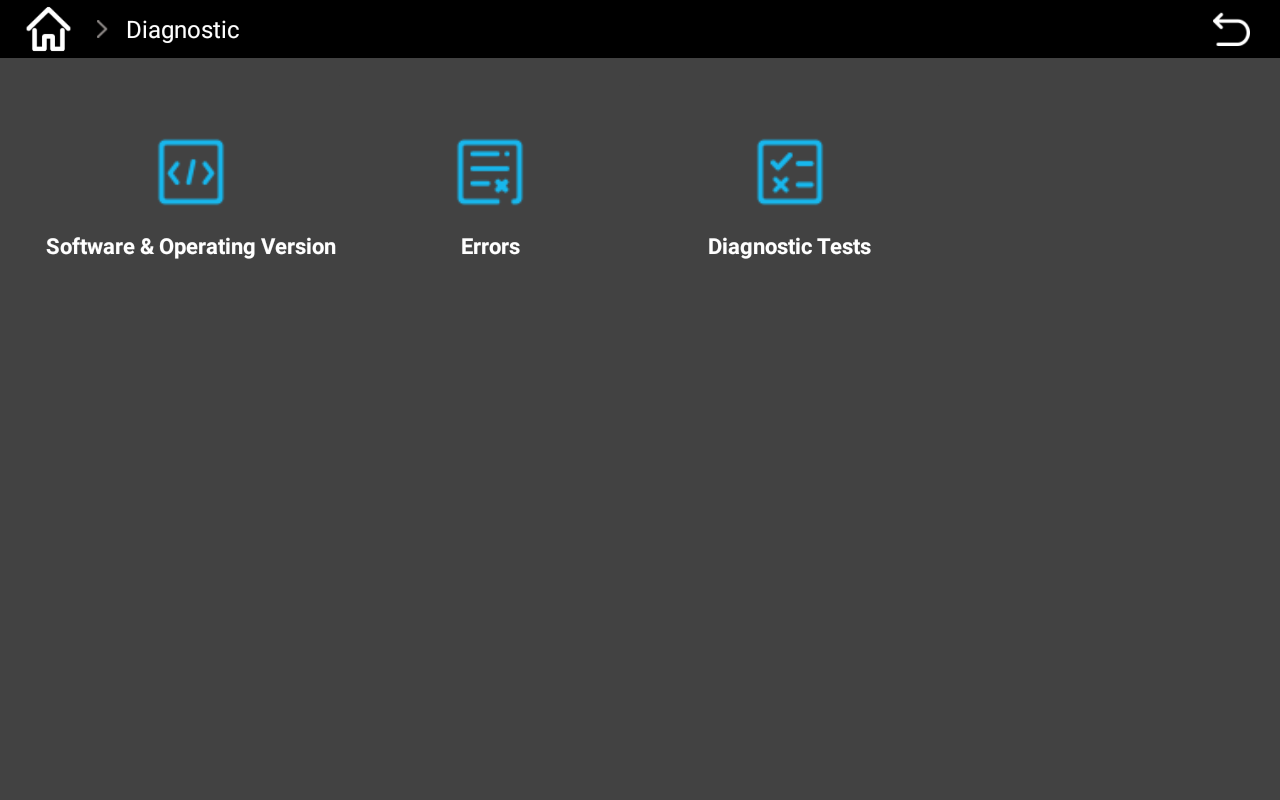 Diagnostic
Software & Operating Version
Errors
Diagnostic Tests